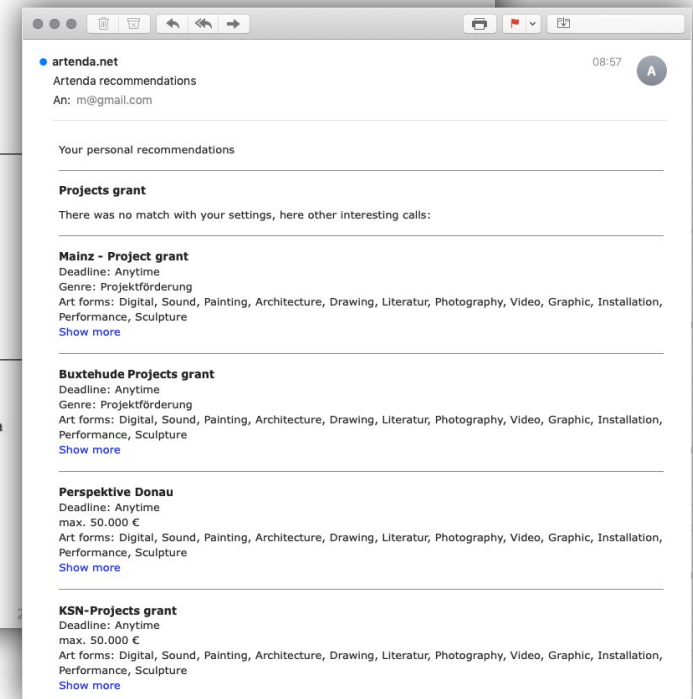 artenda.net
08:57
A
Artenda recommendations
An: m@gmail.com
Your personal recommendations
Projects grant
There was no match with your settings, here other interesting calls:
Mainz - Project grant
Deadline: Anytime
Genre: Projektförderung
Art forms: Digital, Sound, Painting, Architecture, Drawing, Literatur, Photography, Video, Graphic, Installation,
Performance, Sculpture
Show more
Buxtehude Projects grant
Deadline: Anytime
Genre: Projektförderung
Art forms: Digital, Sound, Painting, Architecture, Drawing, Literatur, Photography, Video, Graphic, Installation,
Performance, Sculpture
Show more
Perspektive Donau
Deadline: Anytime
max. 50.000 €
Art forms: Digital, Sound, Painting, Architecture, Drawing, Literatur, Photography, Video, Graphic, Installation,
Performance, Sculpture
Show more
KSN-Projects grant
Deadline: Anytime
max. 50.000 €
Art forms: Digital, Sound, Painting, Architecture, Drawing, Literatur, Photography, Video, Graphic, Installation,
Performance, Sculpture
Show more